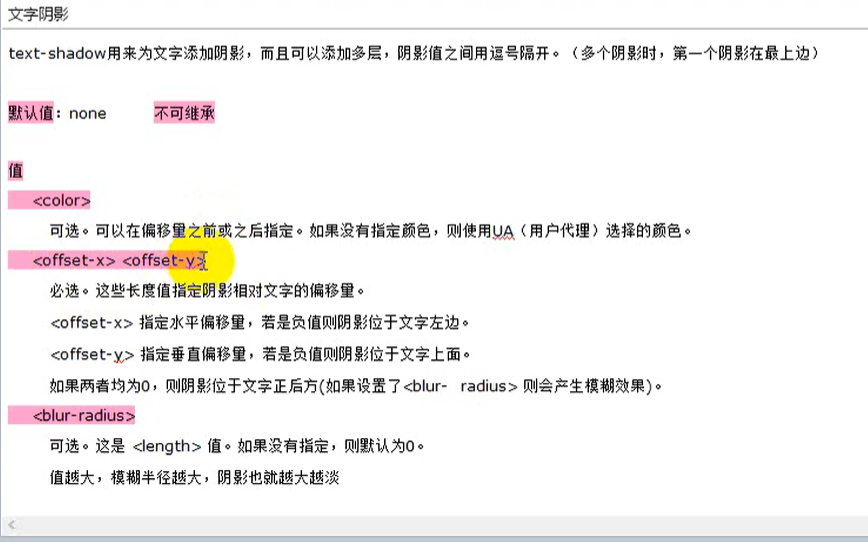 文字阴影
text-shadow用来为文字添加阴影，而且可以添加多层，阴影值之间用逗号隔开。（多个阴影时，第一个阴影在最上边）
默认值：none 不可继承
值
<color>
可选。可以在偏移量之前或之后指定。如果没有指定颜色，则使用UA（用户代理）选择的颜色。
<offset-x> <offset-y>
必选。这些长度值指定阴影相对文字的偏移量。
<offset-x> 指定水平偏移量，若是负值则阴影位于文字左边。
<offset-y> 指定垂直偏移量，若是负值则阴影位于文字上面。
如果两者均为0，则阴影位于文字正后方(如果设置了<blur- radius> 则会产生模糊效果)。
<blur-radius>
可选。这是 <length> 值。如果没有指定，则默认为0。
值越大，模糊半径越大，阴影也就越大越淡